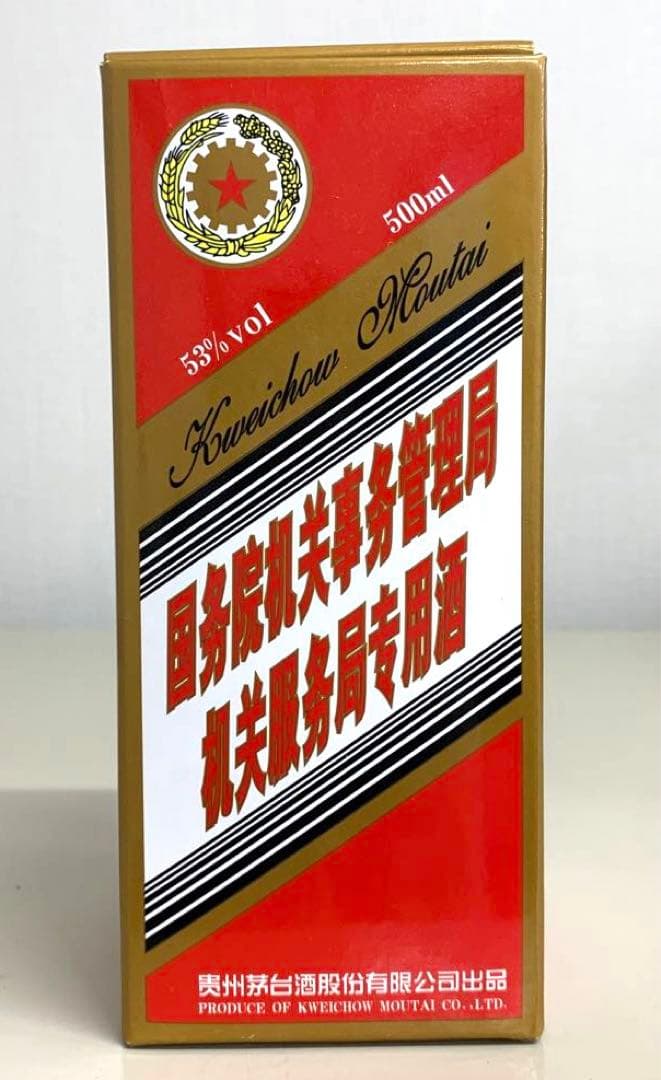 500ml
53%vol
Kweichow Moutai
国务院机关事务管理局
机关服务局专用酒
贵州茅台酒股份有限公司出品
PRODUCE OF KWEICHOW MOUTAI CO.,LTD.